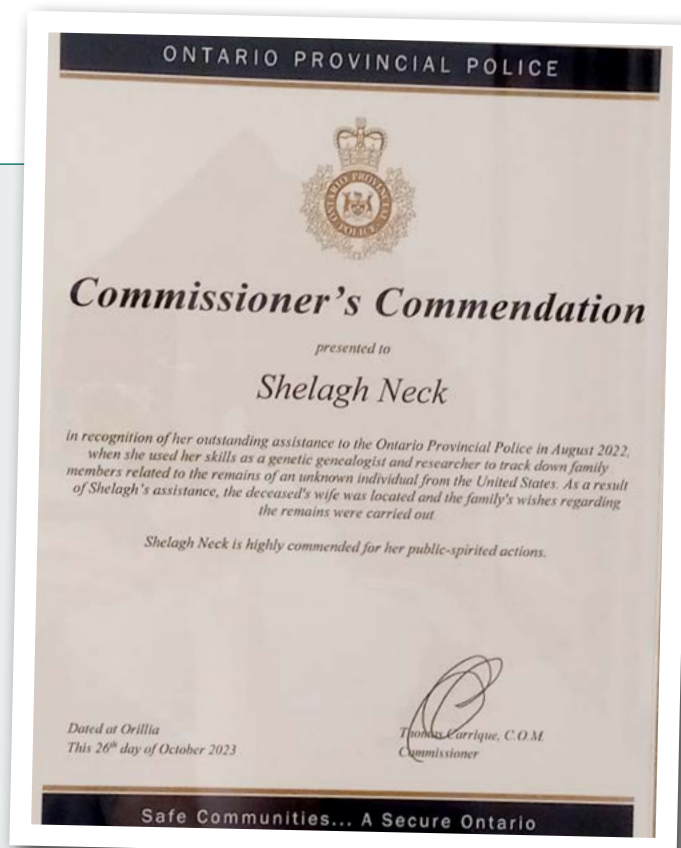 ONTARIO PROVINCIAL POLICE
ONTARIO PROVINCIAL
POLICE
Commissioner's Commendation
presented to
Shelagh Neck
in recognition of her outstanding assistance to the Ontario Provincial Police in August 2022,
when she used her skills as a genetic genealogist and researcher to track down family
members related to the remains of an unknown individual from the United States. As a result
of Shelagh's assistance, the deceased's wife was located and the family's wishes regarding
the remains were carried out
Shelagh Neck is highly commended for her public-spirited actions.
Dated at Orillia
This 26th day of October 2023
Thomas Carrique, C.O.M.
Commissioner
Safe Communities... A Secure Ontario